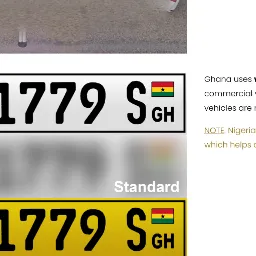 1779 S
GH
Ghana uses
commercial
vehicles are
NOTE: Nigeria
which helps
Standard
1779 S
GH